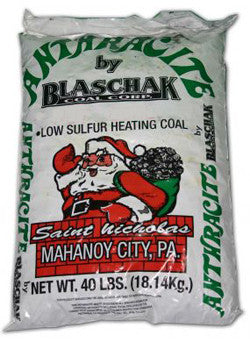 ANTHRACITE
by
BLASCHAK
COAL CORP.
•LOW SULFUR HEATING COAL
Saint Nicholas
MAHANOY CITY, PA.
NET WT. 40 LBS. (18.14Kg.)
ANTHRACITE
by
BLASCHAK
ANTHRACITE
by